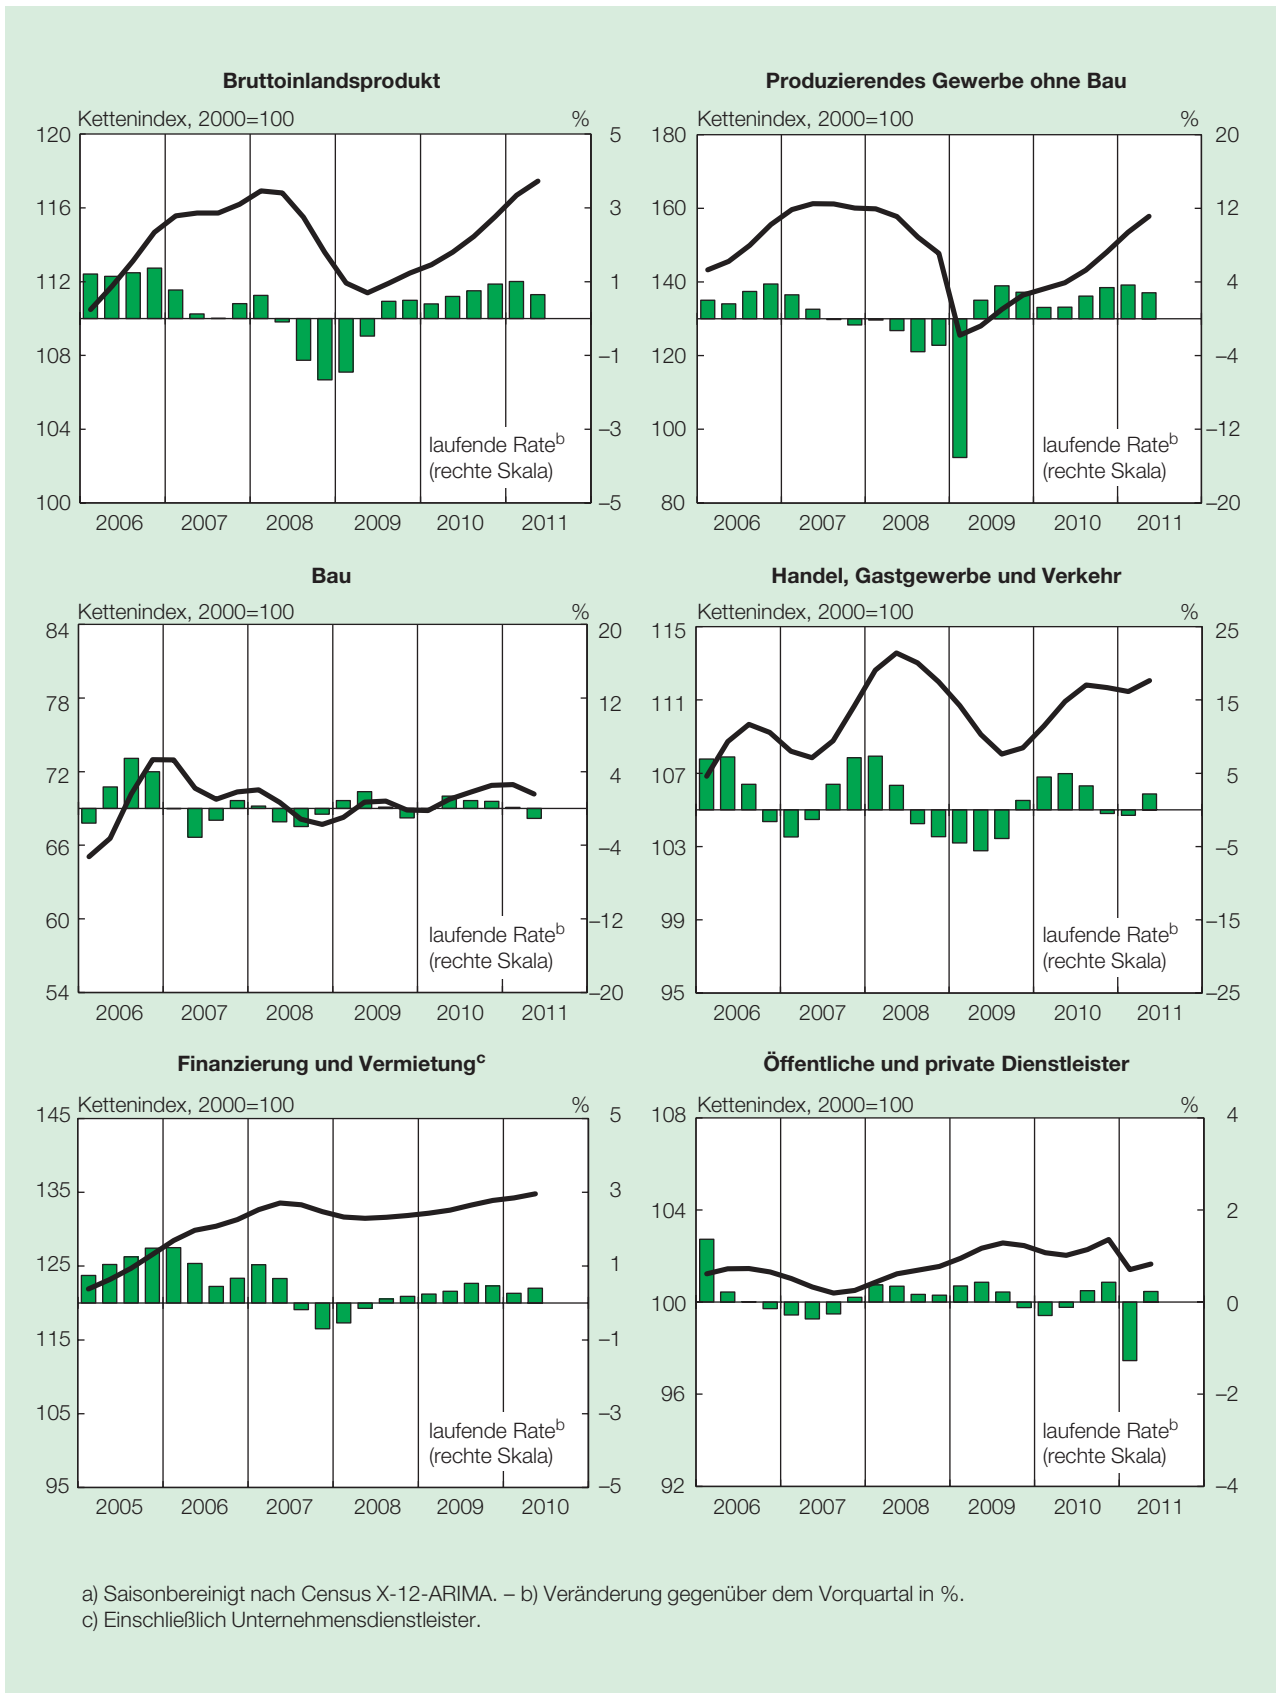 Bruttoinlandsprodukt
Kettenindex, 2000=100 %
120 5
116 3
112 1
108 –1
104 –3
100 –5
laufende Rateb
(rechte Skala)
2006 2007 2008 2009 2010 2011
Produzierendes Gewerbe ohne Bau
Kettenindex, 2000=100 %
180 20
160 12
140 4
120 –4
100 –12
80 –20
laufende Rateb
(rechte Skala)
2006 2007 2008 2009 2010 2011
Bau
Kettenindex, 2000=100 %
84 20
78 12
72 4
66 –4
60 –12
54 –20
laufende Rateb
(rechte Skala)
2006 2007 2008 2009 2010 2011
Handel, Gastgewerbe und Verkehr
Kettenindex, 2000=100 %
115 25
111 15
107 5
103 –5
99 –15
95 –25
laufende Rateb
(rechte Skala)
2006 2007 2008 2009 2010 2011
Finanzierung und Vermietungc
Kettenindex, 2000=100 %
145 5
135 3
125 1
115 –1
105 –3
95 –5
laufende Rateb
(rechte Skala)
2005 2006 2007 2008 2009 2010
Öffentliche und private Dienstleister
Kettenindex, 2000=100 %
108 4
104 2
100 0
96 –2
92 –4
laufende Rateb
(rechte Skala)
2006 2007 2008 2009 2010 2011
a) Saisonbereinigt nach Census X-12-ARIMA. – b) Veränderung gegenüber dem Vorquartal in %.
c) Einschließlich Unternehmensdienstleister.